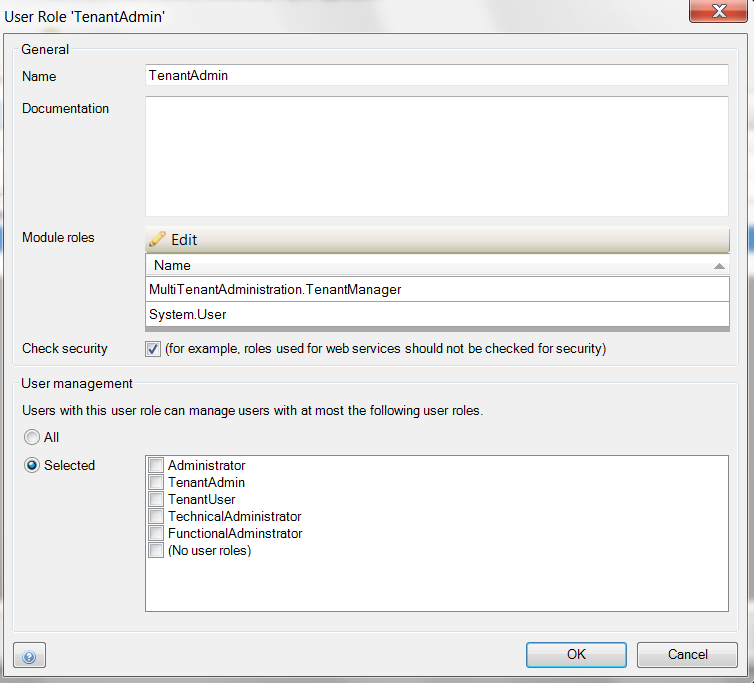 User Role 'TenantAdmin'
General
Name
TenantAdmin
Documentation
Module roles
Edit
Name
MultiTenantAdministration.TenantManager
System.User
Check security
(for example, roles used for web services should not be checked for security)
User management
Users with this user role can manage users with at most the following user roles.
All
Selected
Administrator
TenantAdmin
TenantUser
TechnicalAdministrator
FunctionalAdminstrator
(No user roles)
?
OK
Cancel